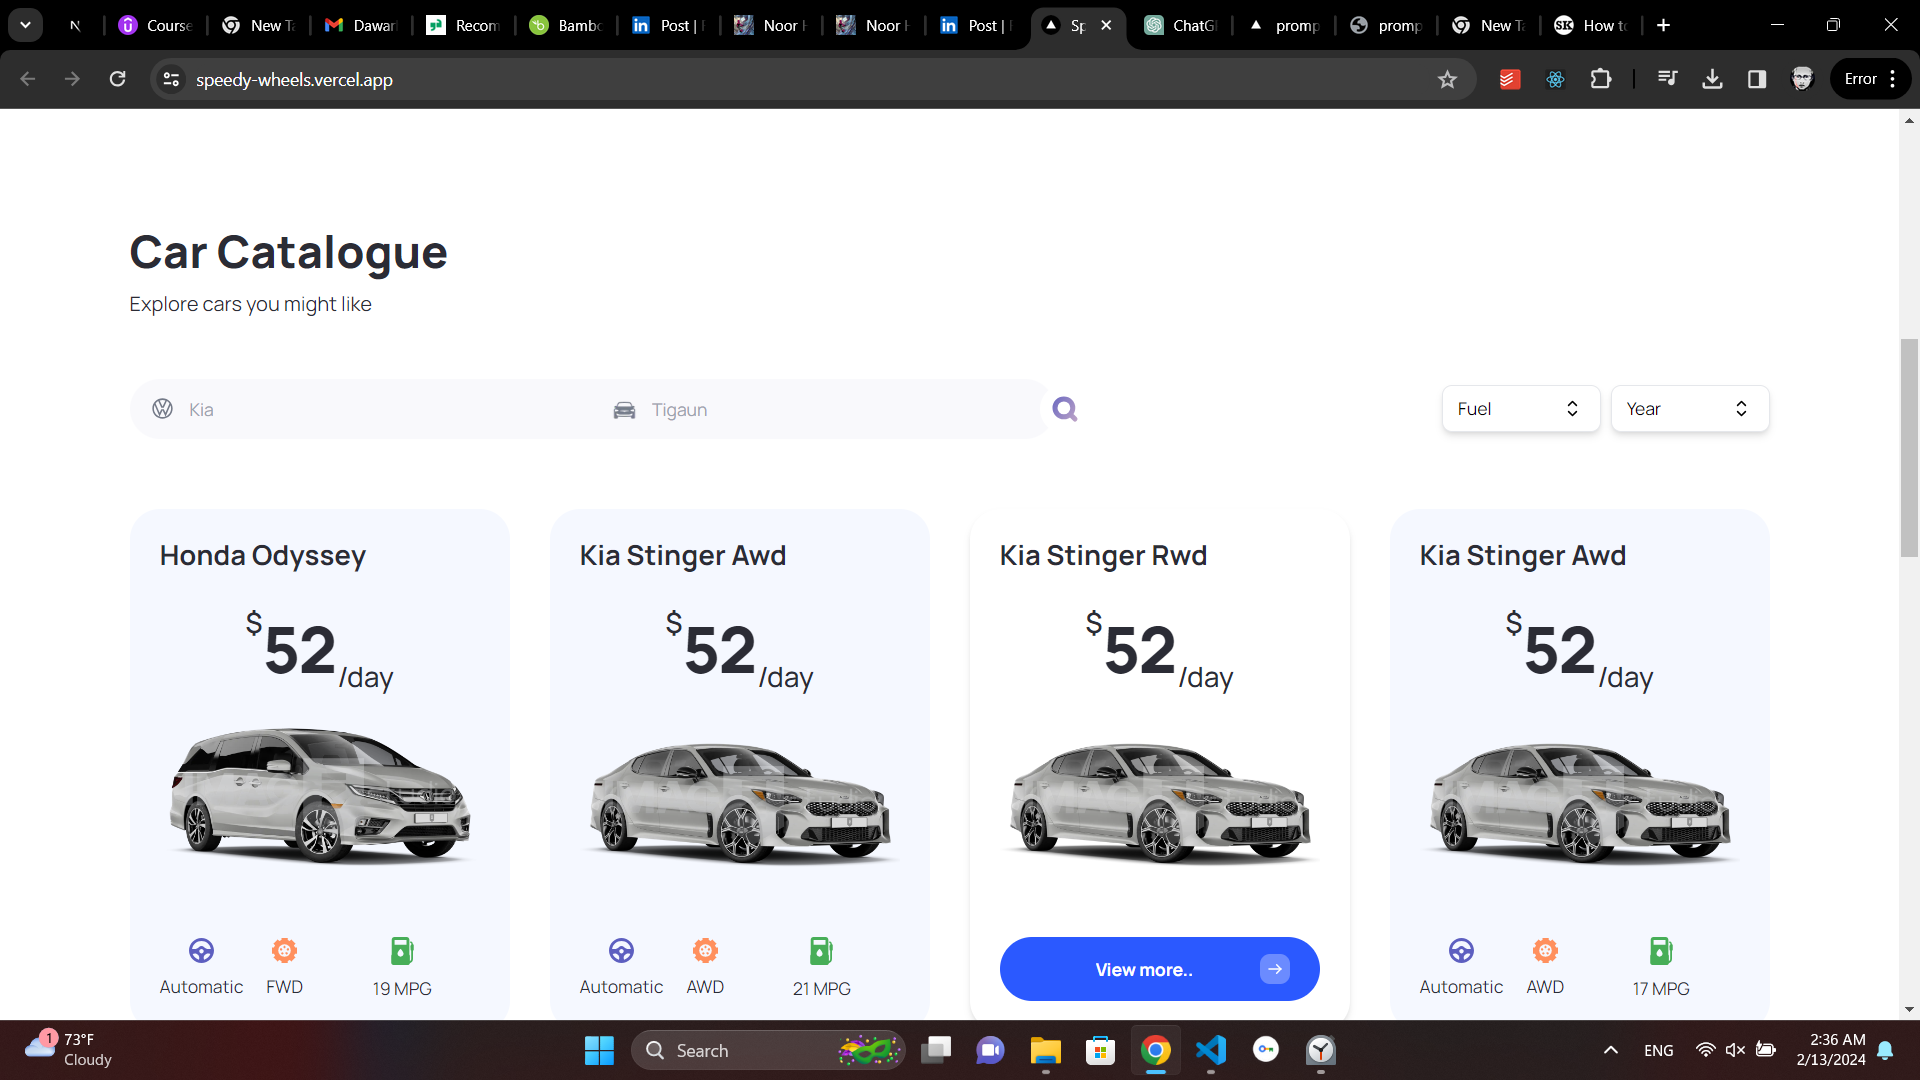 Course New Ta Dawar Recom Bambo Post | F Noor H Noor H Post | F Sp ChatG promp promp New Ta How to
speedy-wheels.vercel.app Error
Car Catalogue
Explore cars you might like
Kia Tigaun Fuel Year
Honda Odyssey Kia Stinger Awd Kia Stinger Rwd Kia Stinger Awd
$52/day $52/day $52/day $52/day
Automatic FWD 19 MPG Automatic AWD 21 MPG View more.. Automatic AWD 17 MPG
1 73°F Search ENG 2:36 AM
Cloudy 2/13/2024